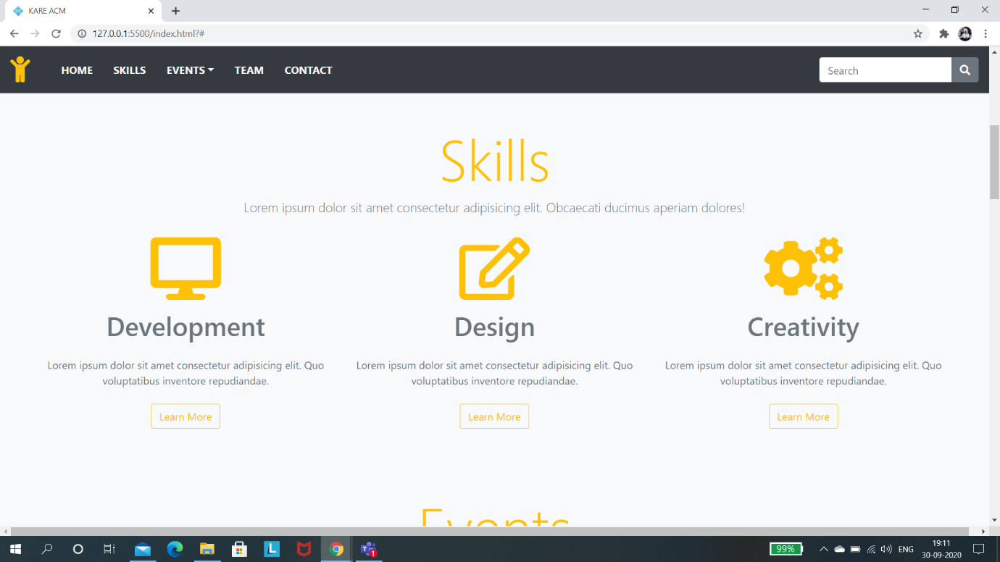 KARE ACM
127.0.0.1:5500/index.html?#
HOME SKILLS EVENTS TEAM CONTACT
Search
Skills
Lorem ipsum dolor sit amet consectetur adipisicing elit. Obcaecati ducimus aperiam dolores!
Development
Lorem ipsum dolor sit amet consectetur adipisicing elit. Quo
voluptatibus inventore repudiandae.
Learn More
Design
Lorem ipsum dolor sit amet consectetur adipisicing elit. Quo
voluptatibus inventore repudiandae.
Learn More
Creativity
Lorem ipsum dolor sit amet consectetur adipisicing elit. Quo
voluptatibus inventore repudiandae.
Learn More
Events
L
T
1
99%
ENG
19:11
30-09-2020